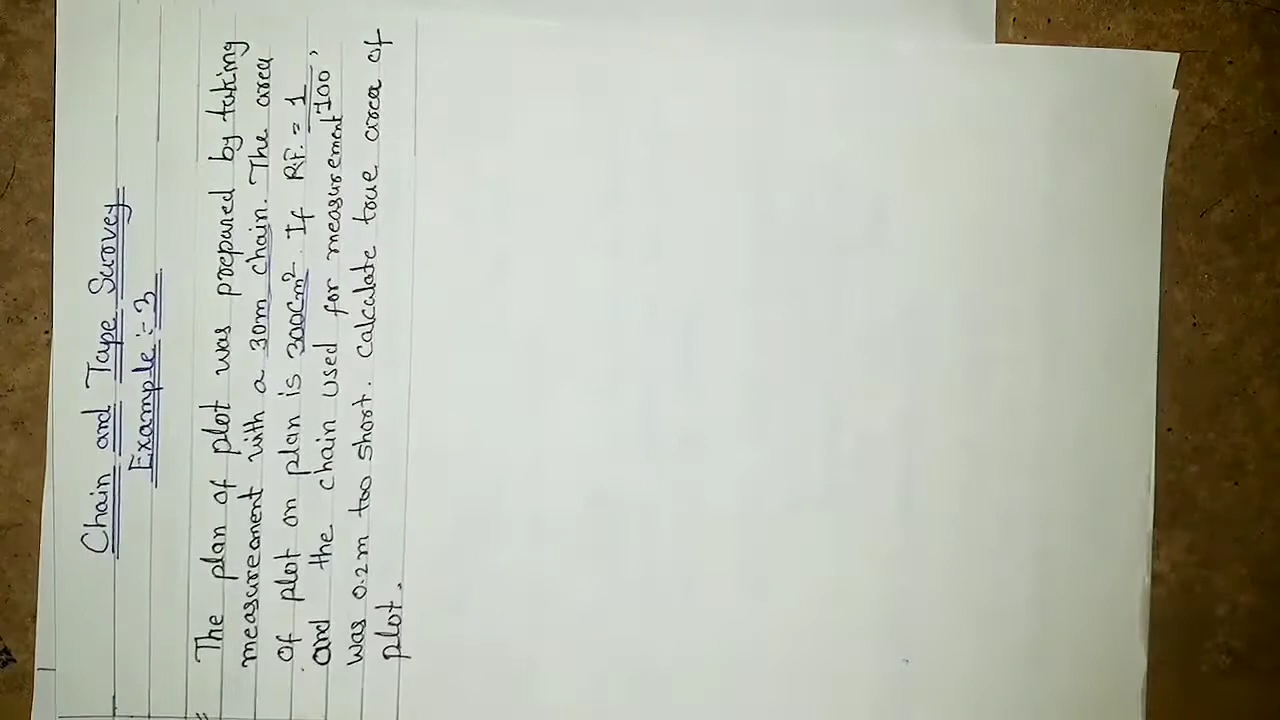 Chain and Tape Survey
Example :- 3
The plan of plot was prepared by taking
measurement with a 30m chain. The area
of plot on plan is 300cm². If R.F. = 1/100,
and the chain used for measurement
was 0.2m too short. Calculate true area of
plot.